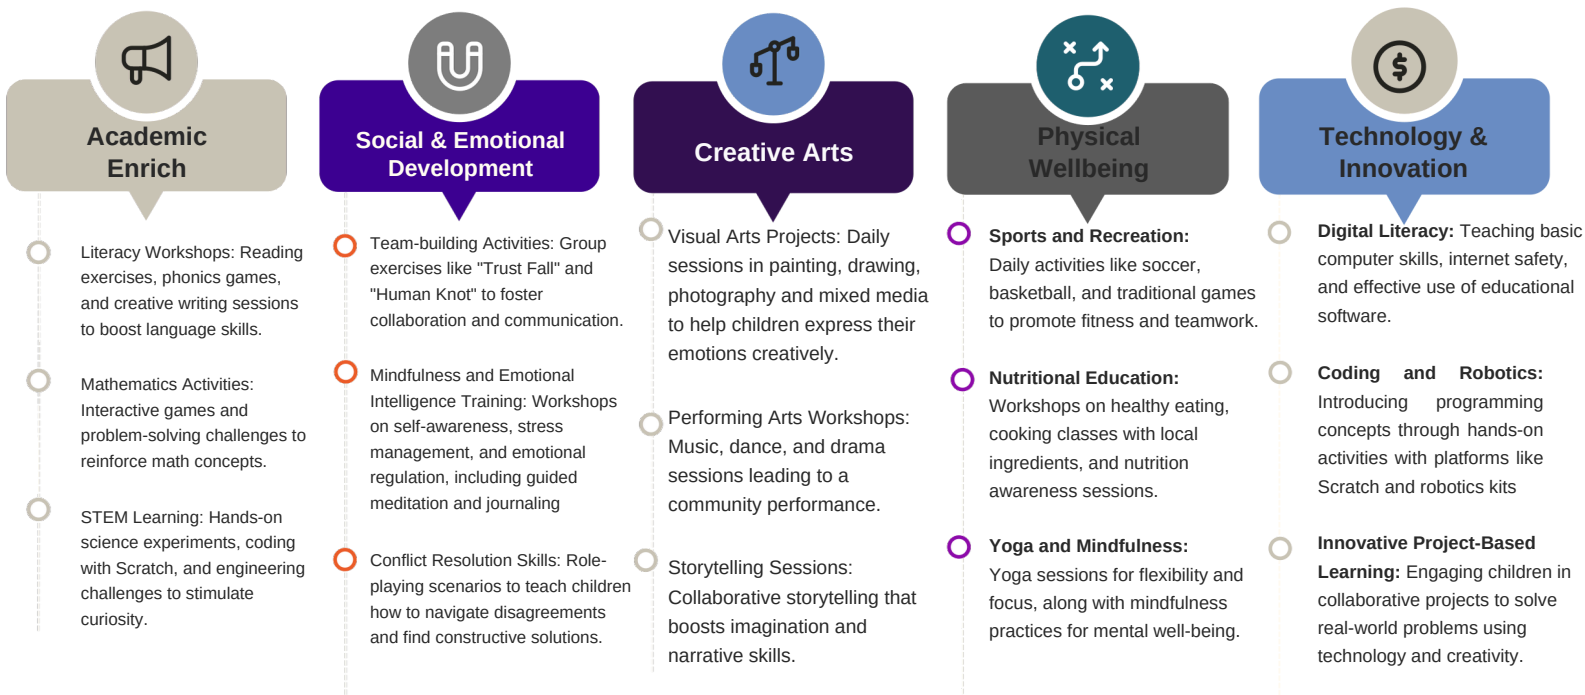 Academic
Enrich
Literacy Workshops: Reading
exercises, phonics games,
and creative writing sessions
to boost language skills.
Mathematics Activities:
Interactive games and
problem-solving challenges to
reinforce math concepts.
STEM Learning: Hands-on
science experiments, coding
with Scratch, and engineering
challenges to stimulate
curiosity.
Social & Emotional
Development
Team-building Activities: Group
exercises like "Trust Fall" and
"Human Knot" to foster
collaboration and communication.
Mindfulness and Emotional
Intelligence Training: Workshops
on self-awareness, stress
management, and emotional
regulation, including guided
meditation and journaling
Conflict Resolution Skills: Role-
playing scenarios to teach children
how to navigate disagreements
and find constructive solutions.
Creative Arts
Visual Arts Projects: Daily
sessions in painting, drawing,
photography and mixed media
to help children express their
emotions creatively.
Performing Arts Workshops:
Music, dance, and drama
sessions leading to a
community performance.
Storytelling Sessions:
Collaborative storytelling that
boosts imagination and
narrative skills.
Physical
Wellbeing
Sports and Recreation:
Daily activities like soccer,
basketball, and traditional games
to promote fitness and teamwork.
Nutritional Education:
Workshops on healthy eating,
cooking classes with local
ingredients, and nutrition
awareness sessions.
Yoga and Mindfulness:
Yoga sessions for flexibility and
focus, along with mindfulness
practices for mental well-being.
$
Technology &
Innovation
Digital Literacy: Teaching basic
computer skills, internet safety,
and effective use of educational
software.
Coding and Robotics:
Introducing programming
concepts through hands-on
activities with platforms like
Scratch and robotics kits
Innovative Project-Based
Learning: Engaging children in
collaborative projects to solve
real-world problems using
technology and creativity.